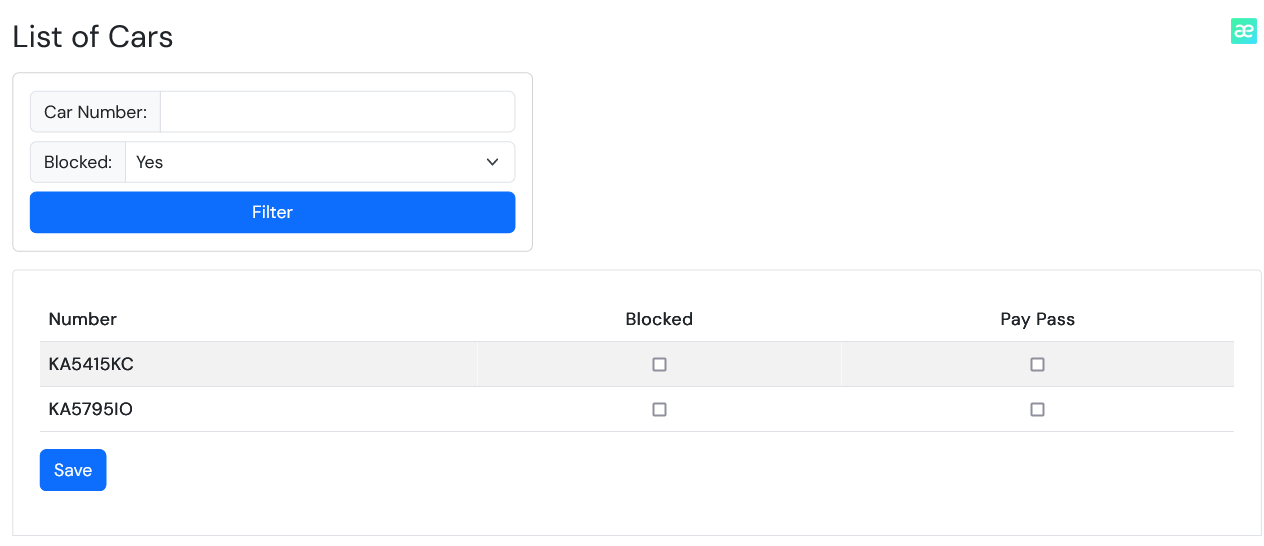 List of Cars
æ
Car Number:
Blocked: Yes
Filter
Number Blocked Pay Pass
KA5415KC
KA5795IO
Save